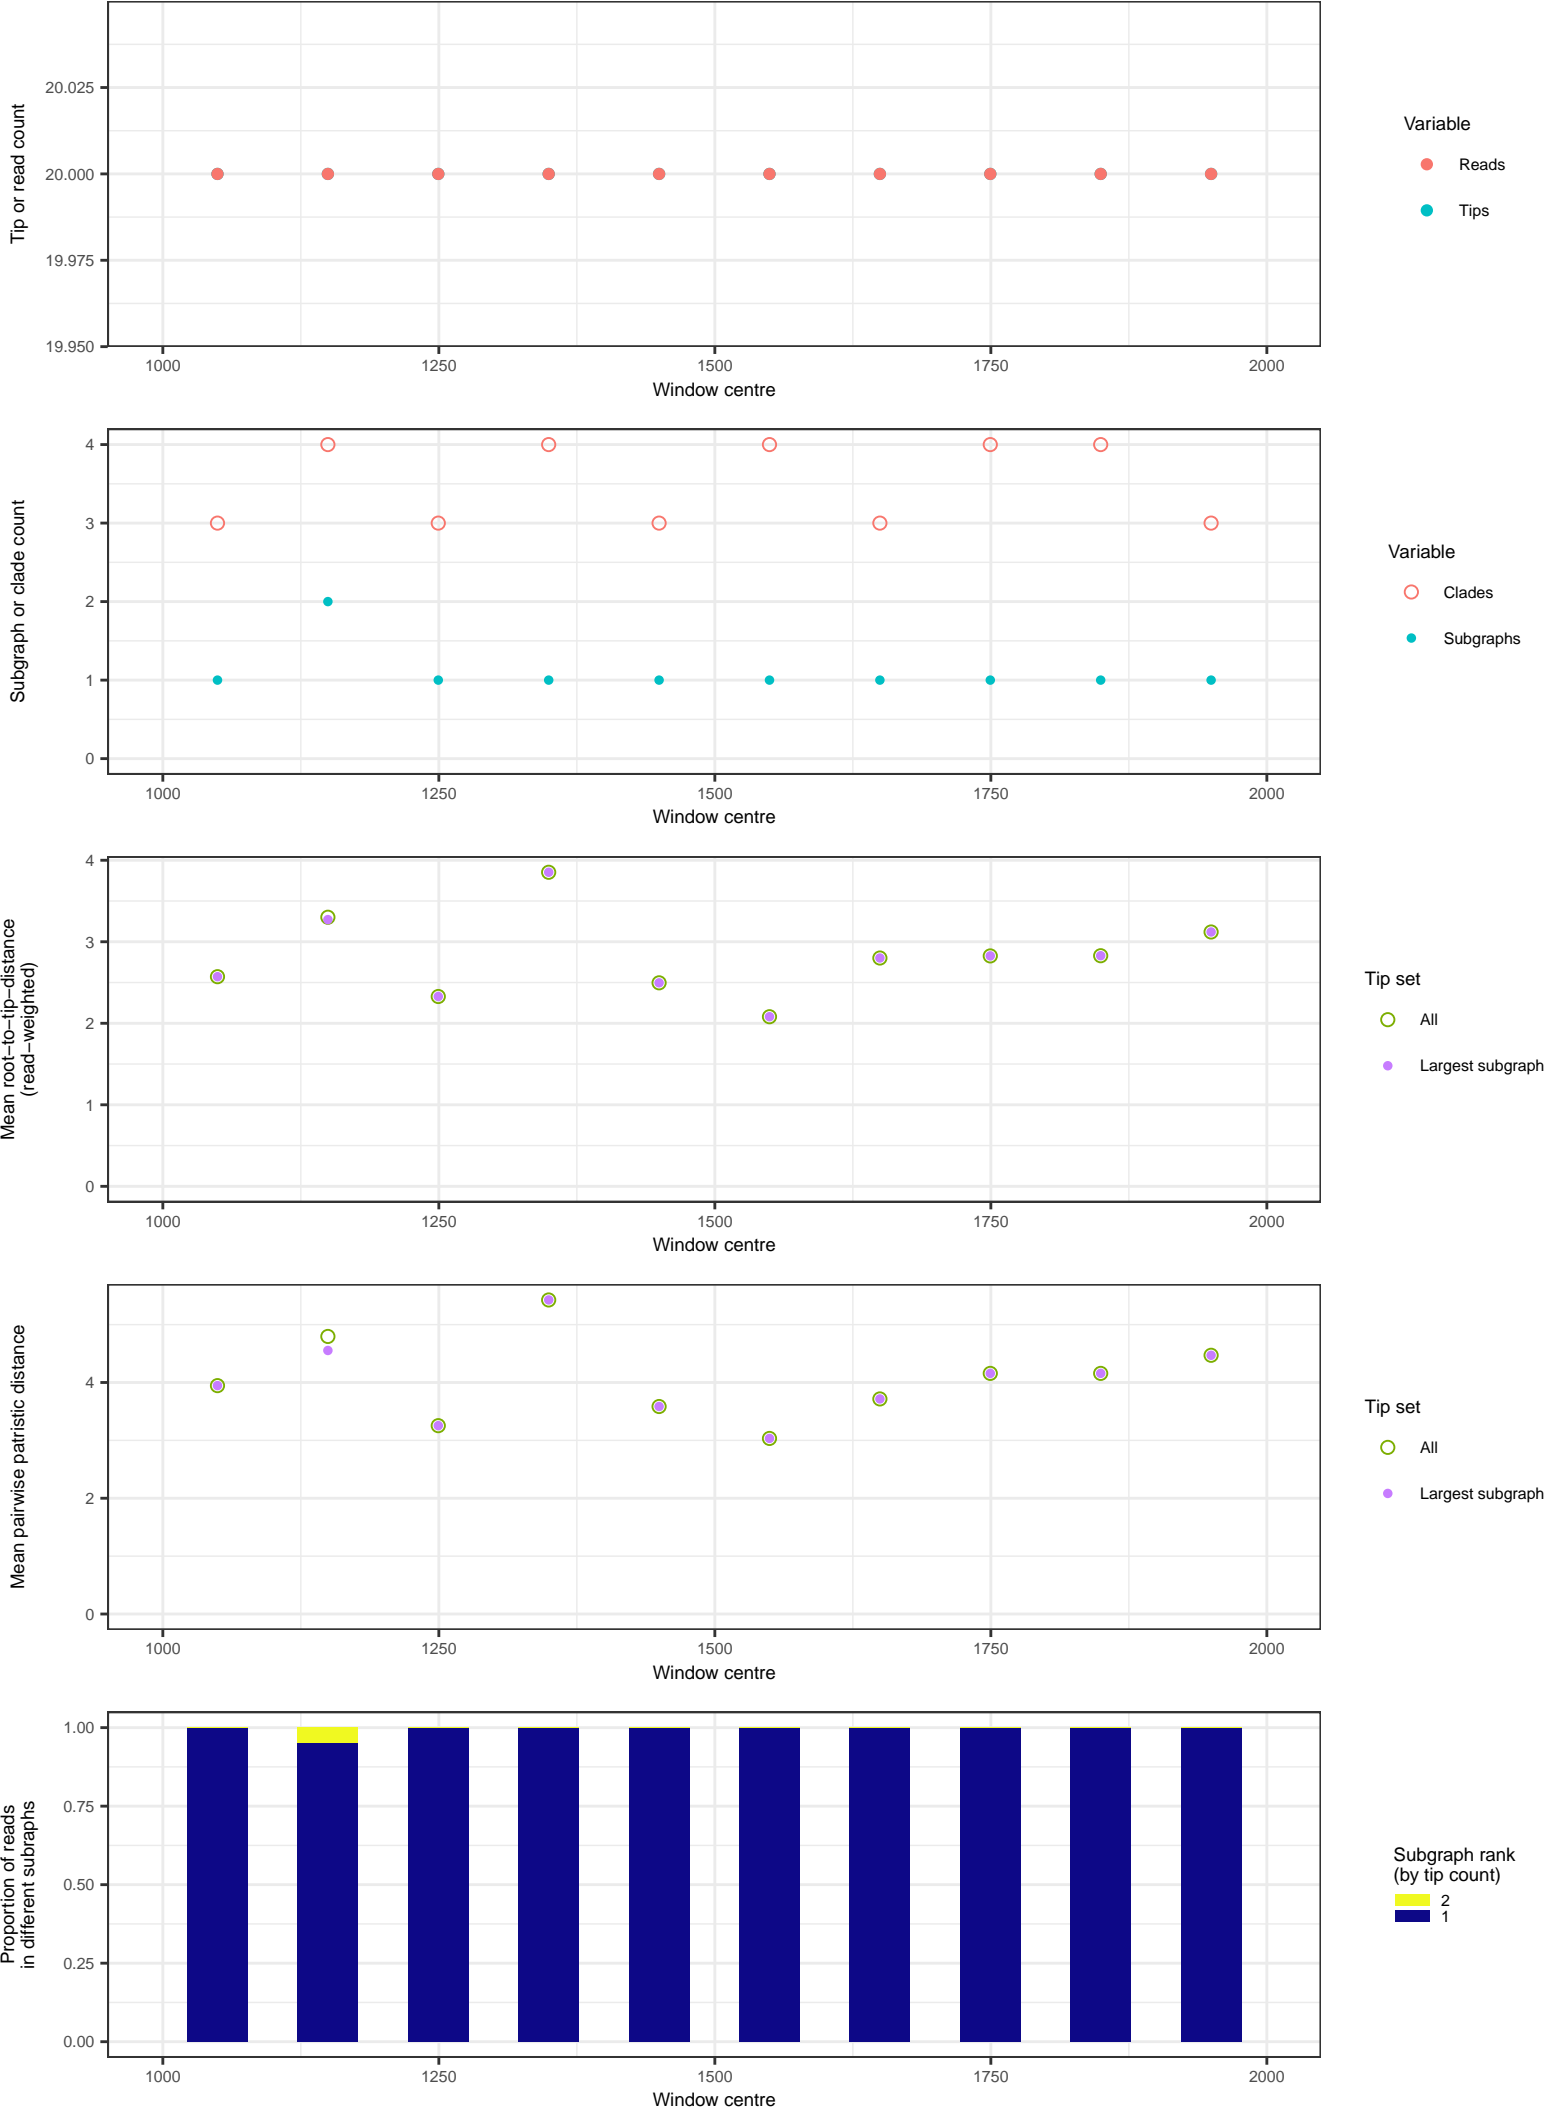 Tip or read count
20.025
20.000
19.975
19.950
1000 1250 1500 1750 2000
Window centre
Variable
Reads
Tips
Subgraph or clade count
4
3
2
1
0
1000 1250 1500 1750 2000
Window centre
Variable
Clades
Subgraphs
Mean root−to−tip−distance
(read−weighted)
4
3
2
1
0
1000 1250 1500 1750 2000
Window centre
Tip set
All
Largest subgraph
Mean pairwise patristic distance
4
2
0
1000 1250 1500 1750 2000
Window centre
Tip set
All
Largest subgraph
Proportion of reads
in different subraphs
1.00
0.75
0.50
0.25
0.00
1000 1250 1500 1750 2000
Window centre
Subgraph rank
(by tip count)
2
1